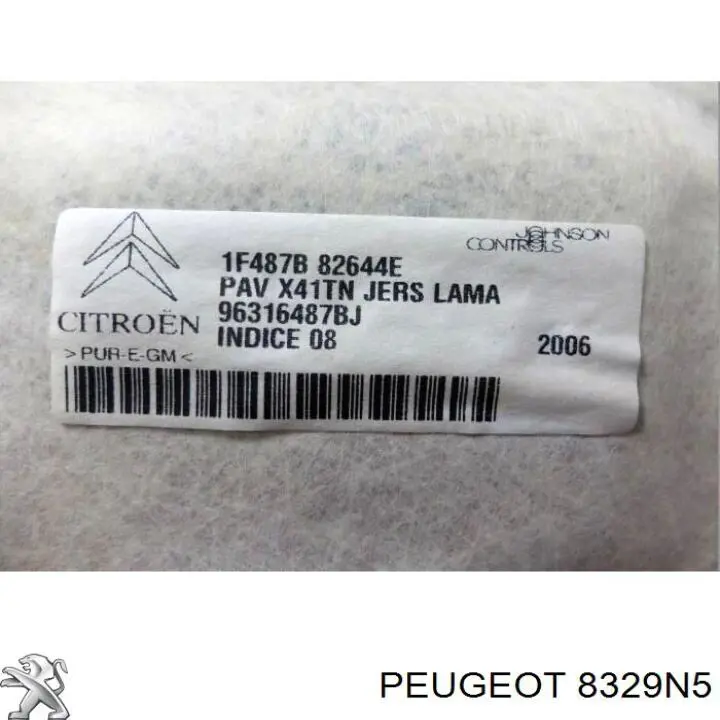 JOHNSON
CONTROLS
1F487B 82644E
PAV X41TN JERS LAMA
96316487BJ
CITROËN
INDICE 08
2006
>PUR-E-GM<
PEUGEOT 8329N5